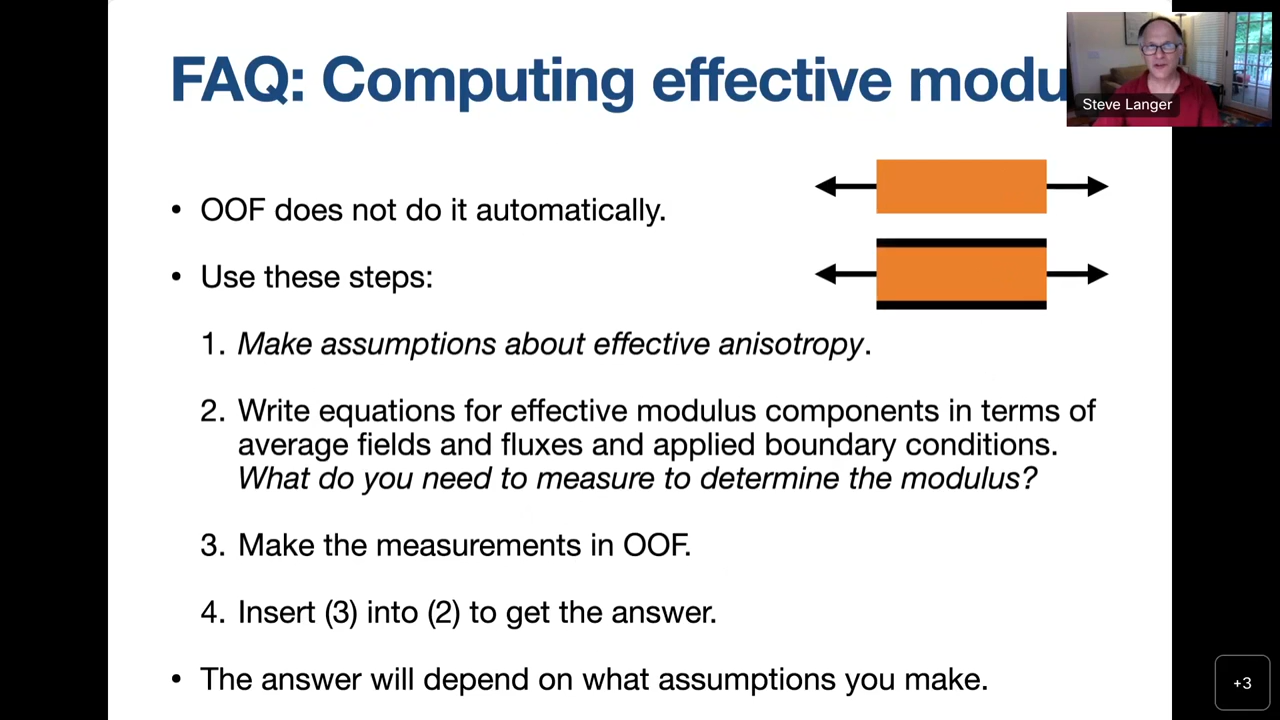 FAQ: Computing effective modu
Steve Langer
• OOF does not do it automatically.
• Use these steps:
1. Make assumptions about effective anisotropy.
2. Write equations for effective modulus components in terms of
average fields and fluxes and applied boundary conditions.
What do you need to measure to determine the modulus?
3. Make the measurements in OOF.
4. Insert (3) into (2) to get the answer.
• The answer will depend on what assumptions you make.
+3